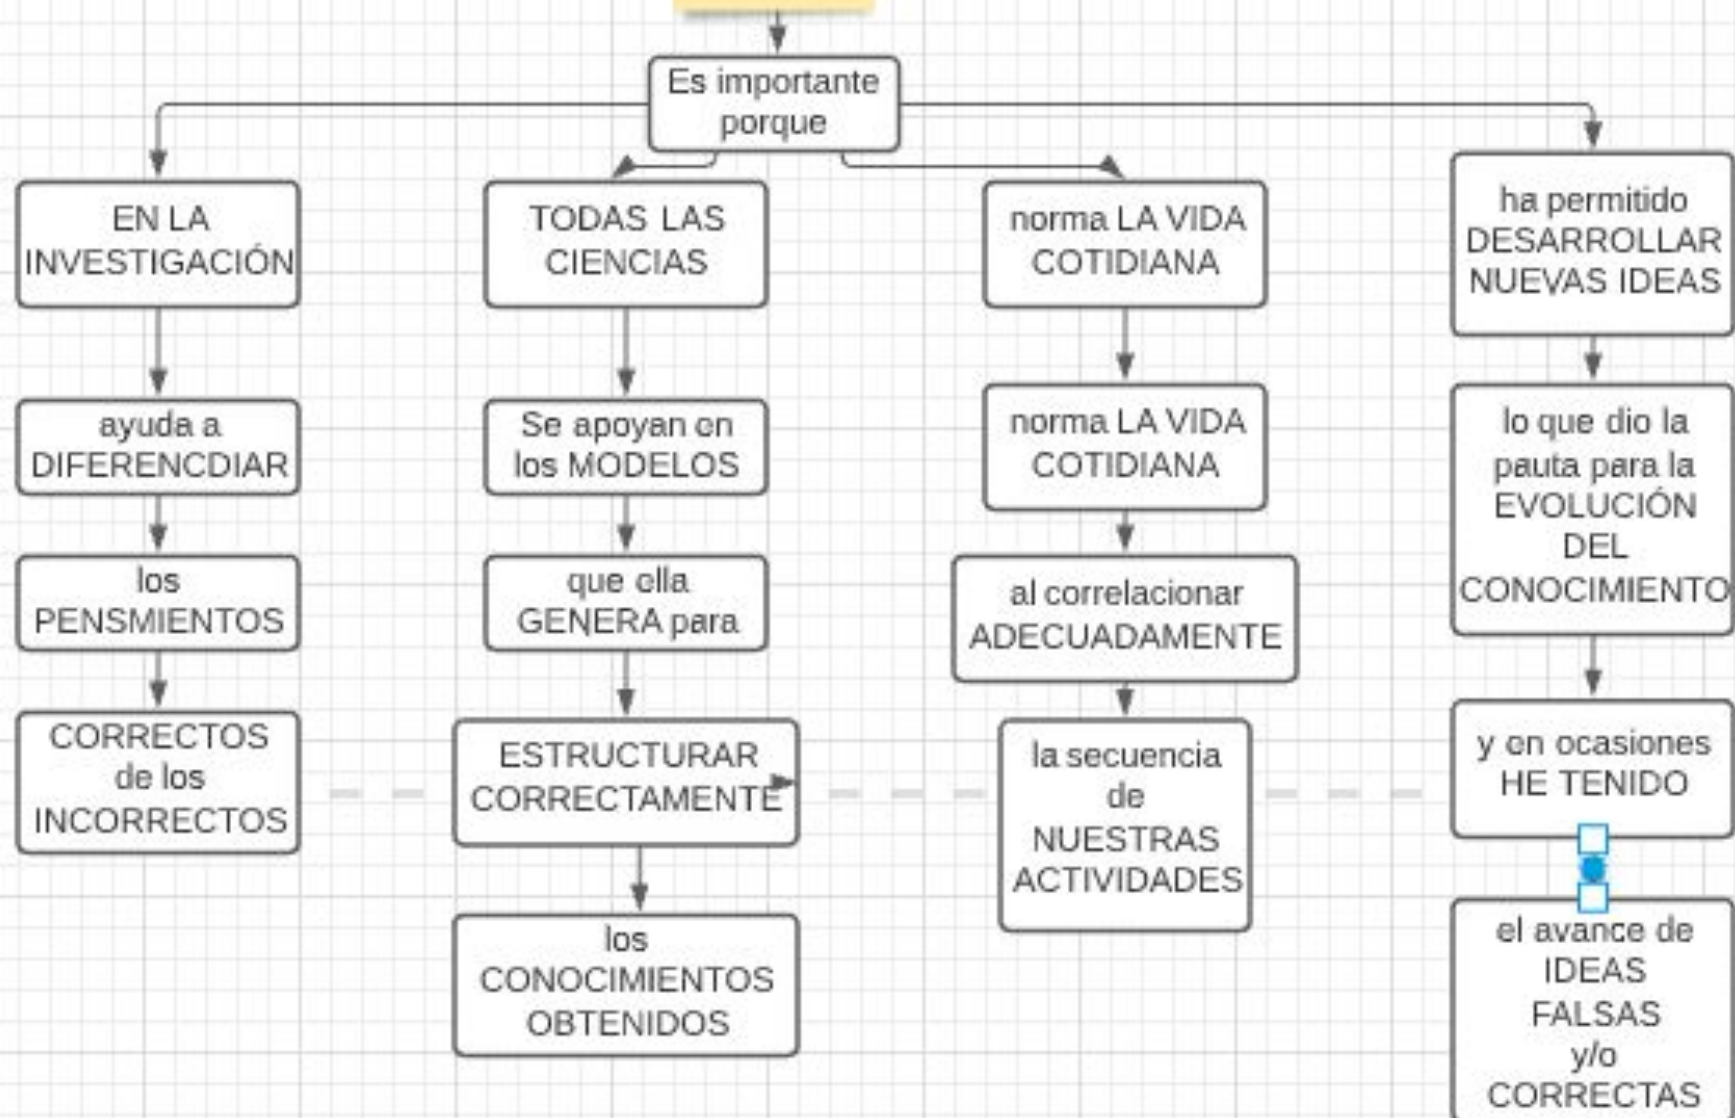 Es importante
porque
EN LA
INVESTIGACIÓN
ayuda a
DIFERENCDIAR
los
PENSMIENTOS
CORRECTOS
de los
INCORRECTOS
TODAS LAS
CIENCIAS
Se apoyan en
los MODELOS
que ella
GENERA para
ESTRUCTURAR
CORRECTAMENTE
los
CONOCIMIENTOS
OBTENIDOS
norma LA VIDA
COTIDIANA
norma LA VIDA
COTIDIANA
al correlacionar
ADECUADAMENTE
la secuencia
de
NUESTRAS
ACTIVIDADES
ha permitido
DESARROLLAR
NUEVAS IDEAS
lo que dio la
pauta para la
EVOLUCIÓN
DEL
CONOCIMIENTO
y en ocasiones
HE TENIDO
el avance de
IDEAS
FALSAS
y/o
CORRECTAS